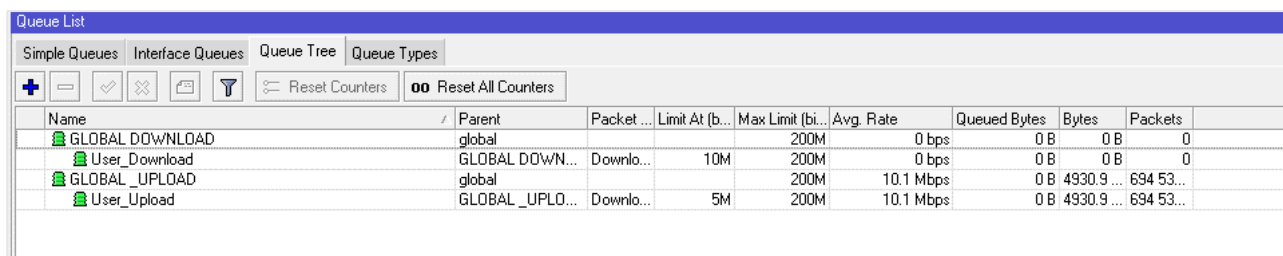 Queue List
Simple Queues Interface Queues Queue Tree Queue Types
Reset Counters 00 Reset All Counters
Name Parent Packet ... Limit At (b... Max Limit (bi... Avg. Rate Queued Bytes Bytes Packets
GLOBAL DOWNLOAD global 200M 0 bps 0 B 0 B 0
User_Download GLOBAL DOWN... Downlo... 10M 200M 0 bps 0 B 0 B 0
GLOBAL _UPLOAD global 200M 10.1 Mbps 0 B 4930.9 ... 694 53...
User_Upload GLOBAL _UPLO... Downlo... 5M 200M 10.1 Mbps 0 B 4930.9 ... 694 53...